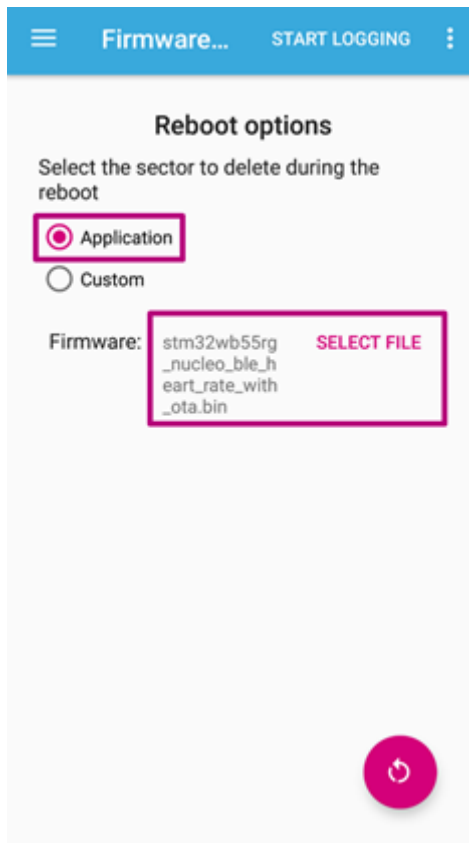 Firmware... START LOGGING
Reboot options
Select the sector to delete during the
reboot
Application
Custom
Firmware: stm32wb55rg SELECT FILE
_nucleo_ble_h
eart_rate_with
_ota.bin